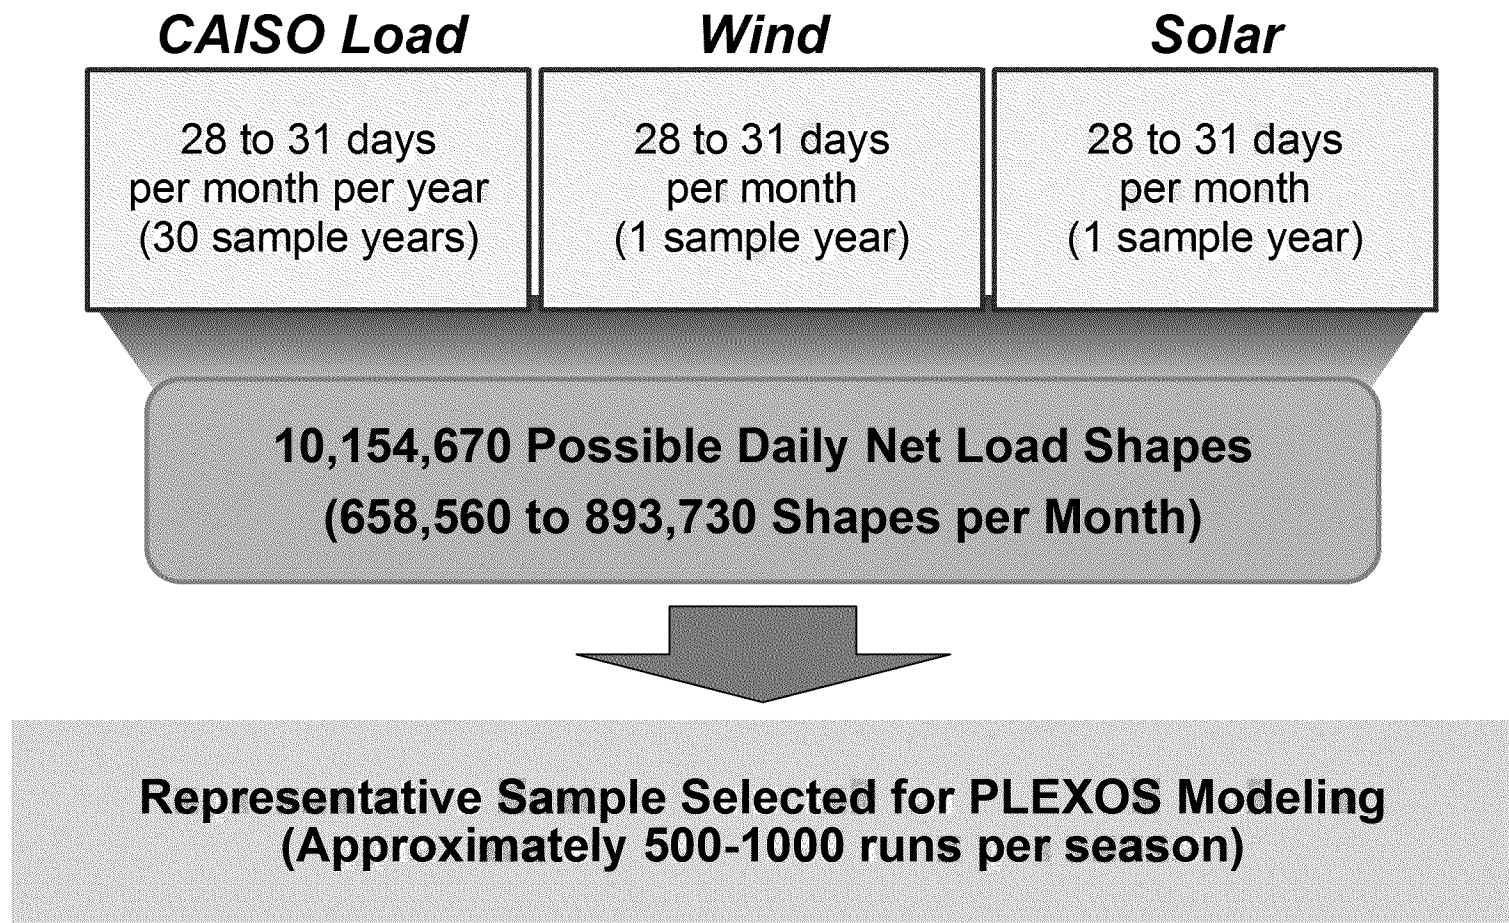 CAISO Load
Wind
Solar
28 to 31 days
per month per year
(30 sample years)
28 to 31 days
per month
(1 sample year)
28 to 31 days
per month
(1 sample year)
10,154,670 Possible Daily Net Load Shapes
(658,560 to 893,730 Shapes per Month)
Representative Sample Selected for PLEXOS Modeling
(Approximately 500-1000 runs per season)